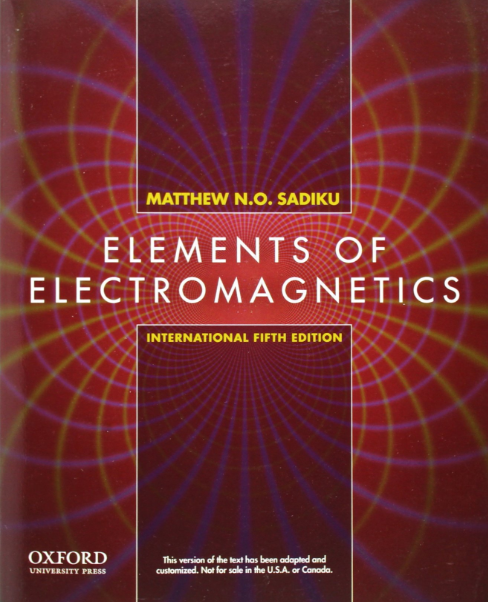 MATTHEW N.O. SADIKU
ELEMENTS OF
ELECTROMAGNETICS
INTERNATIONAL FIFTH EDITION
OXFORD
UNIVERSITY PRESS
This version of the text has been adapted and
customized. Not for sale in the U.S.A. or Canada.